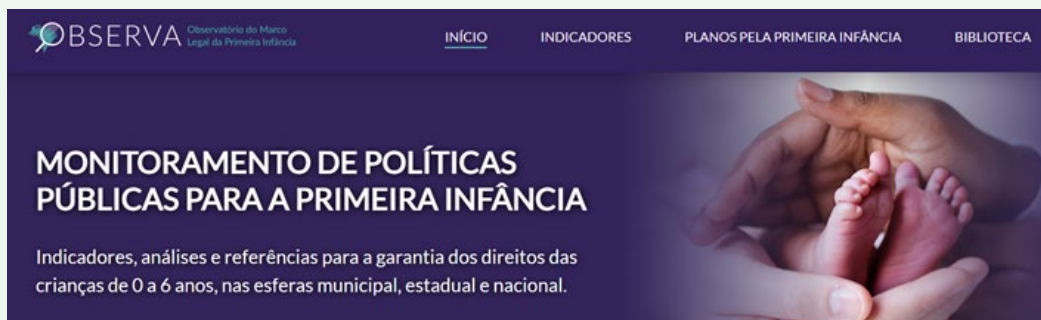 OBSERVA
Observatório do Marco
Legal da Primeira Infância
INÍCIO
INDICADORES
PLANOS PELA PRIMEIRA INFÂNCIA
BIBLIOTECA
MONITORAMENTO DE POLÍTICAS
PÚBLICAS PARA A PRIMEIRA INFÂNCIA
Indicadores, análises e referências para a garantia dos direitos das
crianças de 0 a 6 anos, nas esferas municipal, estadual e nacional.